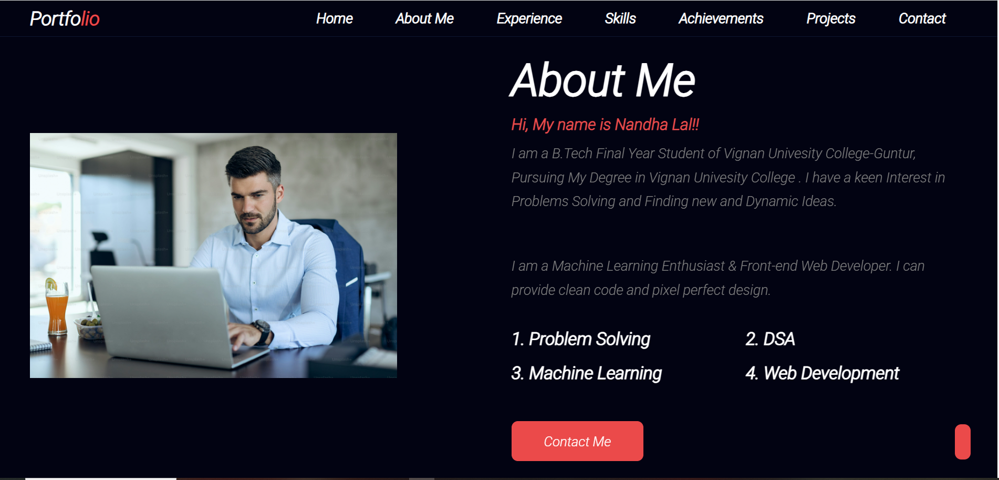 Portfolio
Home About Me Experience Skills Achievements Projects Contact
About Me
Hi, My name is Nandha Lal!!
I am a B.Tech Final Year Student of Vignan Univesity College-Guntur,
Pursuing My Degree in Vignan Univesity College . I have a keen Interest in
Problems Solving and Finding new and Dynamic Ideas.
I am a Machine Learning Enthusiast & Front-end Web Developer. I can
provide clean code and pixel perfect design.
1. Problem Solving
2. DSA
3. Machine Learning
4. Web Development
Contact Me